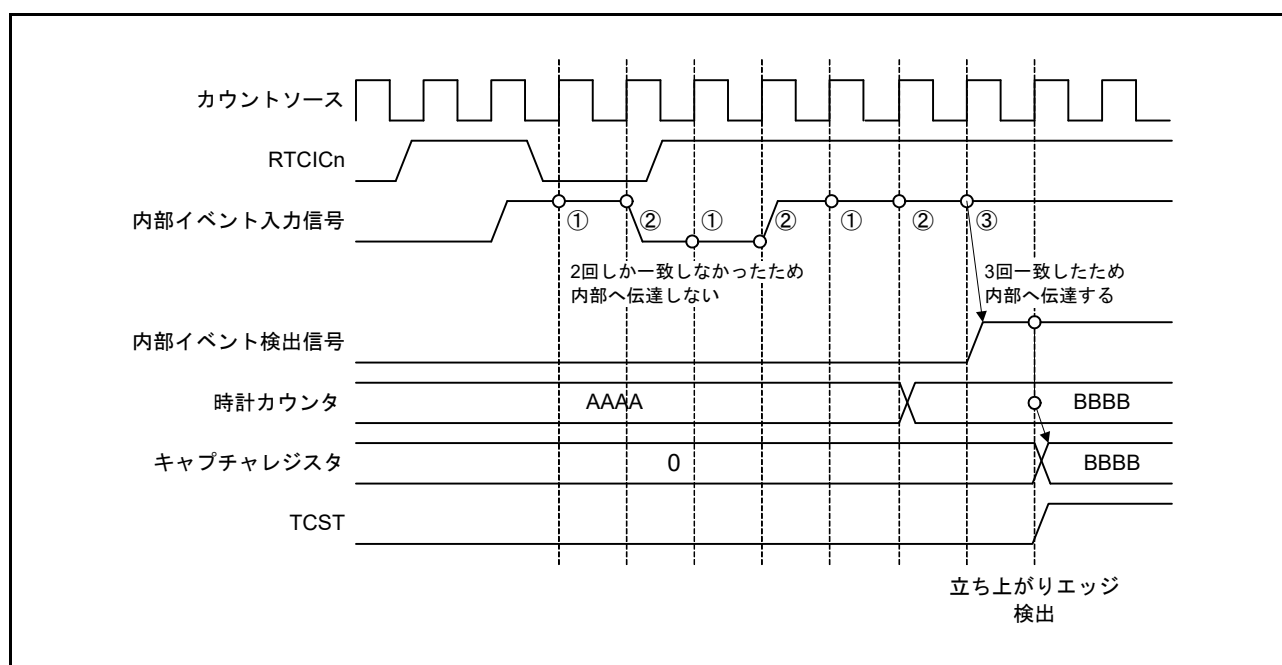 カウントソース
RTCICn
内部イベント入力信号
① ② ① ② ① ② ③
2回しか一致しなかったため
内部へ伝達しない
3回一致したため
内部へ伝達する
内部イベント検出信号
時計カウンタ
AAAA
BBBB
キャプチャレジスタ
0
BBBB
TCST
立ち上がりエッジ
検出